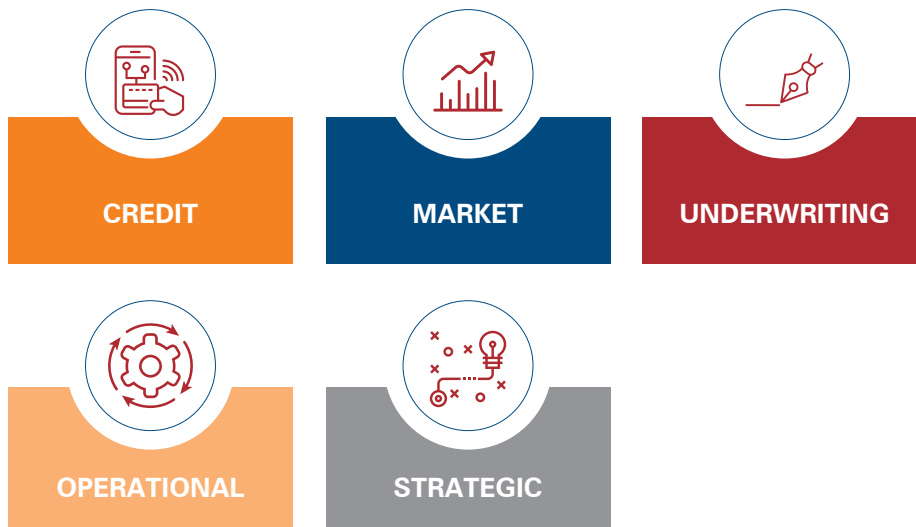 CREDIT
MARKET
UNDERWRITING
OPERATIONAL
STRATEGIC